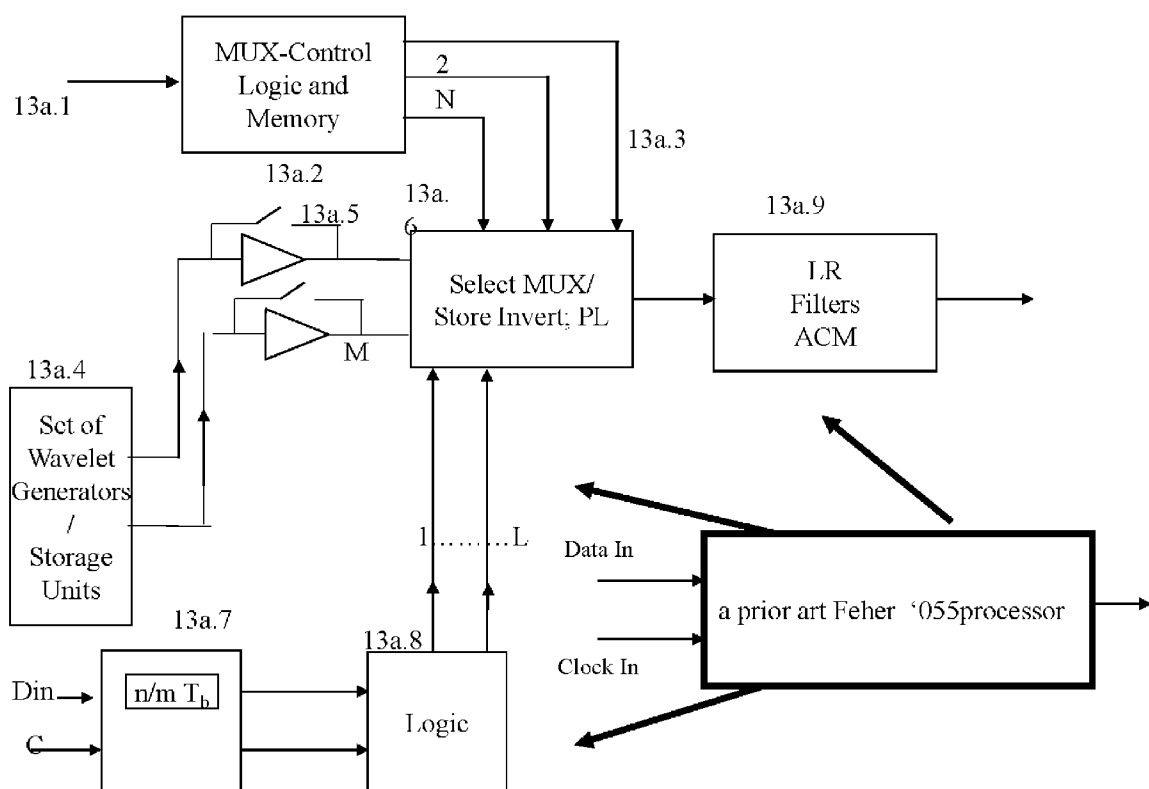 MUX-Control
Logic and
Memory
2
N
13a.1
13a.3
13a.2
13a.5
13a.
6
13a.9
Select MUX/
Store Invert; PL
LR
Filters
ACM
M
13a.4
Set of
Wavelet
Generators
/
Storage
Units
1.........L
Data In
a prior art Feher ‘055processor
Clock In
13a.7
13a.8
Din
n/m Tb
C
Logic